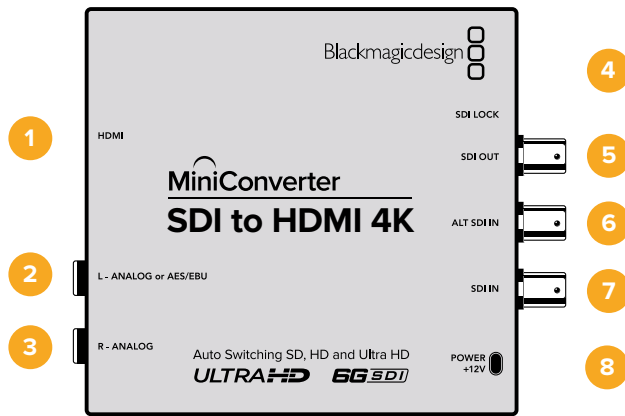 Blackmagicdesign
4
SDI LOCK
1
HDMI
SDI OUT
5
MiniConverter
SDI to HDMI 4K
ALT SDI IN
6
2
L - ANALOG or AES/EBU
SDI IN
7
3
R - ANALOG
Auto Switching SD, HD and Ultra HD
POWER
+12V
8
ULTRAHD 6G SDI